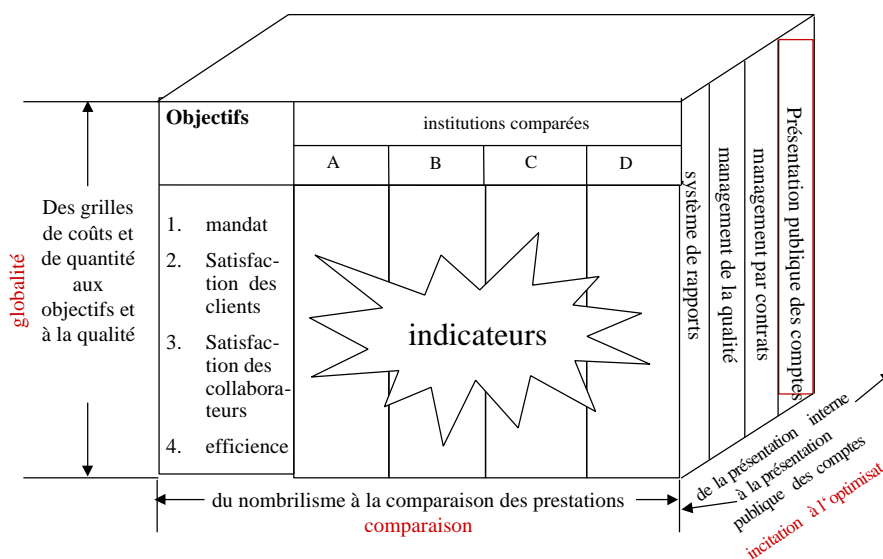 globalité
Des grilles
de coûts et
de quantité
aux
objectifs et
à la qualité
Objectifs
institutions comparées
A B C D
1. mandat
2. Satisfac-
tion des
clients
3. Satisfac-
tion des
collabora-
teurs
4. efficience
indicateurs
système de rapports
management de la qualité
management par contrats
Présentation publique des comptes
du nombrilisme à la comparaison des prestations
comparaison
de la présentation interne
à la présentation
publique des comptes
incitation à l'optimisat